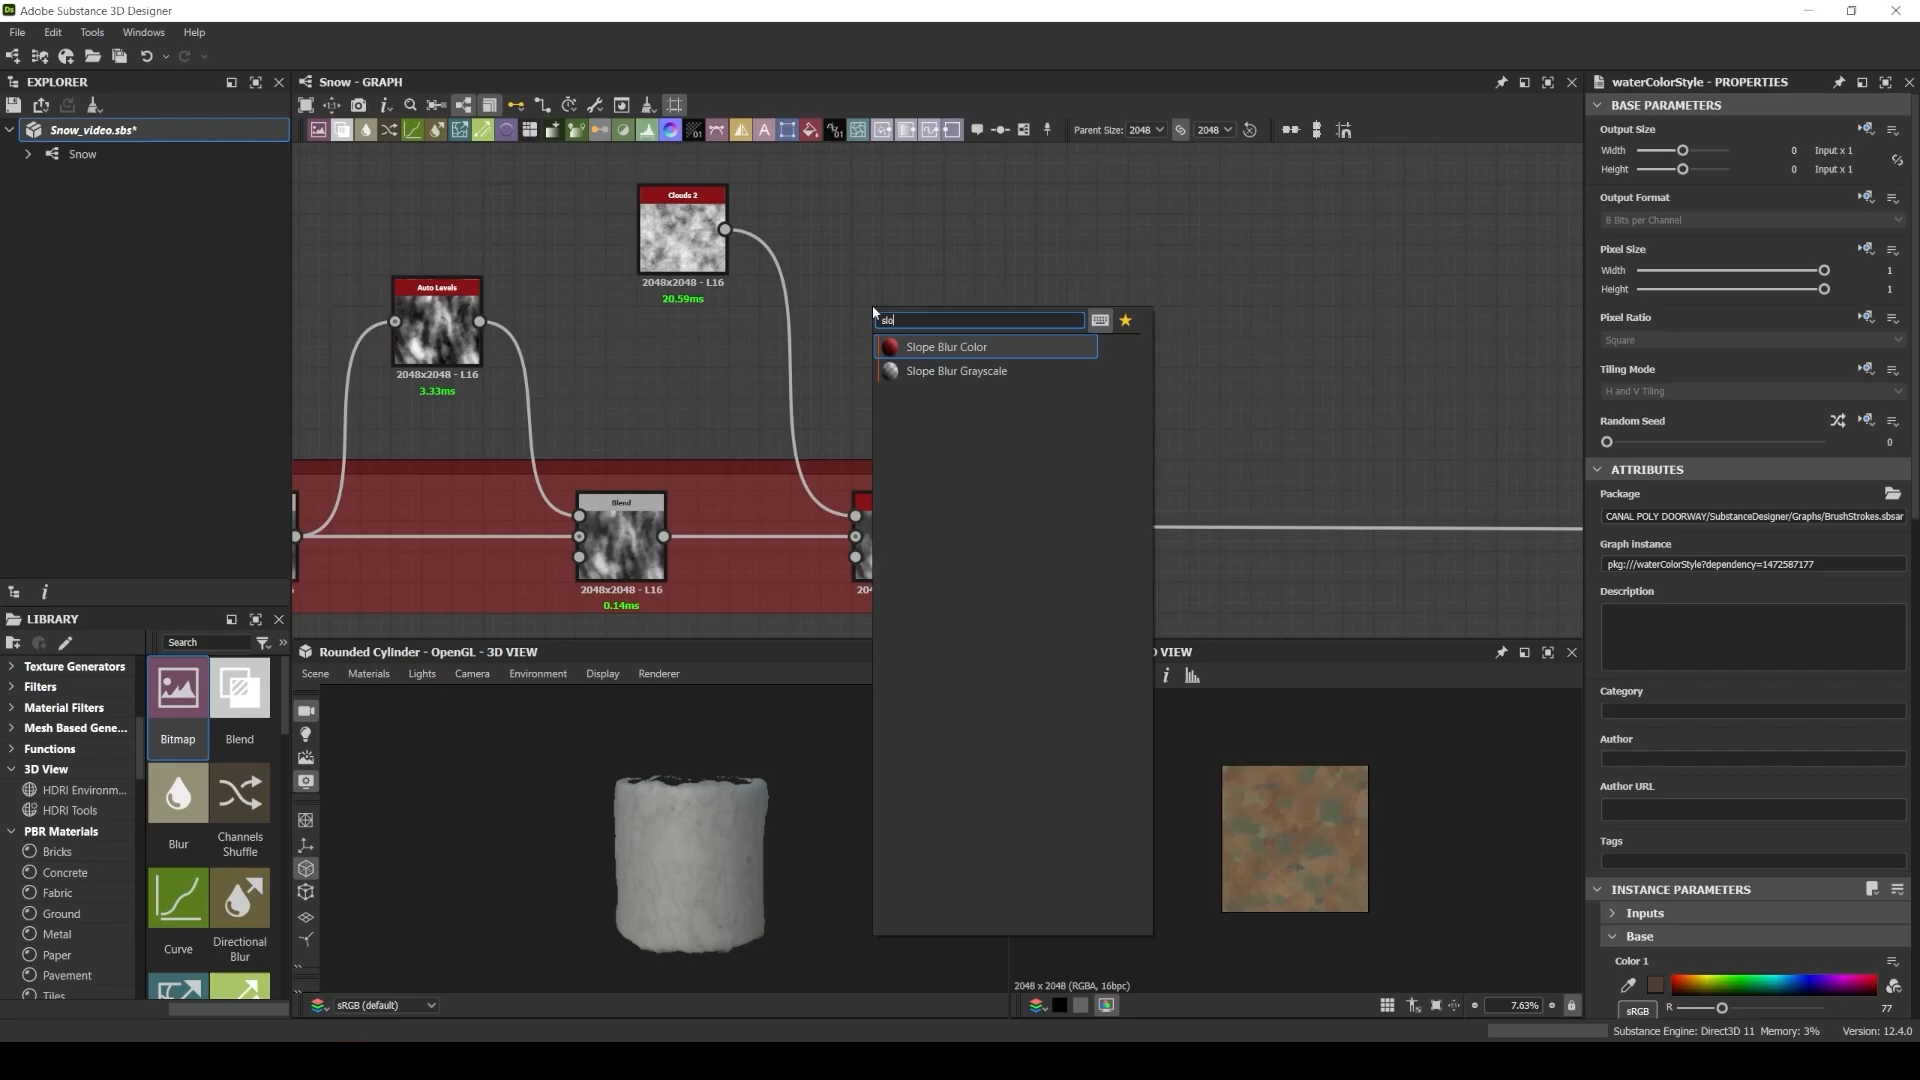 Adobe Substance 3D Designer
File Edit Tools Windows Help
EXPLORER
Snow_video.sbs*
Snow
Snow - GRAPH
Parent Size: 2048 2048
Clouds 2
2048x2048 - L16
20.59ms
Auto Levels
2048x2048 - L16
3.33ms
Blend
2048x2048 - L16
0.14ms
slo
Slope Blur Color
Slope Blur Grayscale
LIBRARY
Search
Texture Generators
Filters
Material Filters
Mesh Based Gene...
Functions
3D View
HDRI Environm...
HDRI Tools
PBR Materials
Bricks
Concrete
Fabric
Ground
Metal
Paper
Pavement
Tiles
Bitmap
Blend
Blur
Channels
Shuffle
Curve
Directional
Blur
Rounded Cylinder - OpenGL - 3D VIEW
Scene Materials Lights Camera Environment Display Renderer
sRGB (default)
D VIEW
2048 x 2048 (RGBA, 16bpc)
7.63%
waterColorStyle - PROPERTIES
BASE PARAMETERS
Output Size
Width 0 Input x 1
Height 0 Input x 1
Output Format
8 Bits per Channel
Pixel Size
Width 1
Height 1
Pixel Ratio
Square
Tiling Mode
H and V Tiling
Random Seed
0
ATTRIBUTES
Package
CANAL POLY DOORWAY/SubstanceDesigner/Graphs/BrushStrokes.sbsar
Graph instance
pkg:///waterColorStyle?dependency=1472587177
Description
Category
Author
Author URL
Tags
INSTANCE PARAMETERS
Inputs
Base
Color 1
sRGB R 77
Substance Engine: Direct3D 11 Memory: 3% Version: 12.4.0